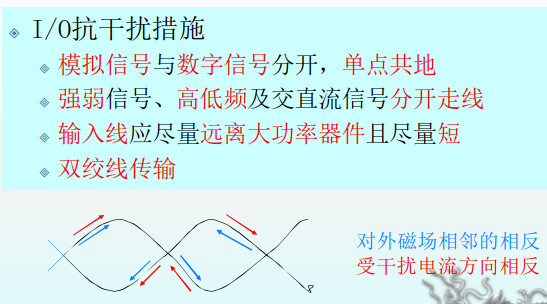 I/O抗干扰措施
模拟信号与数字信号分开，单点共地
强弱信号、高低频及交直流信号分开走线
输入线应尽量远离大功率器件且尽量短
双绞线传输
对外磁场相邻的相反
受干扰电流方向相反